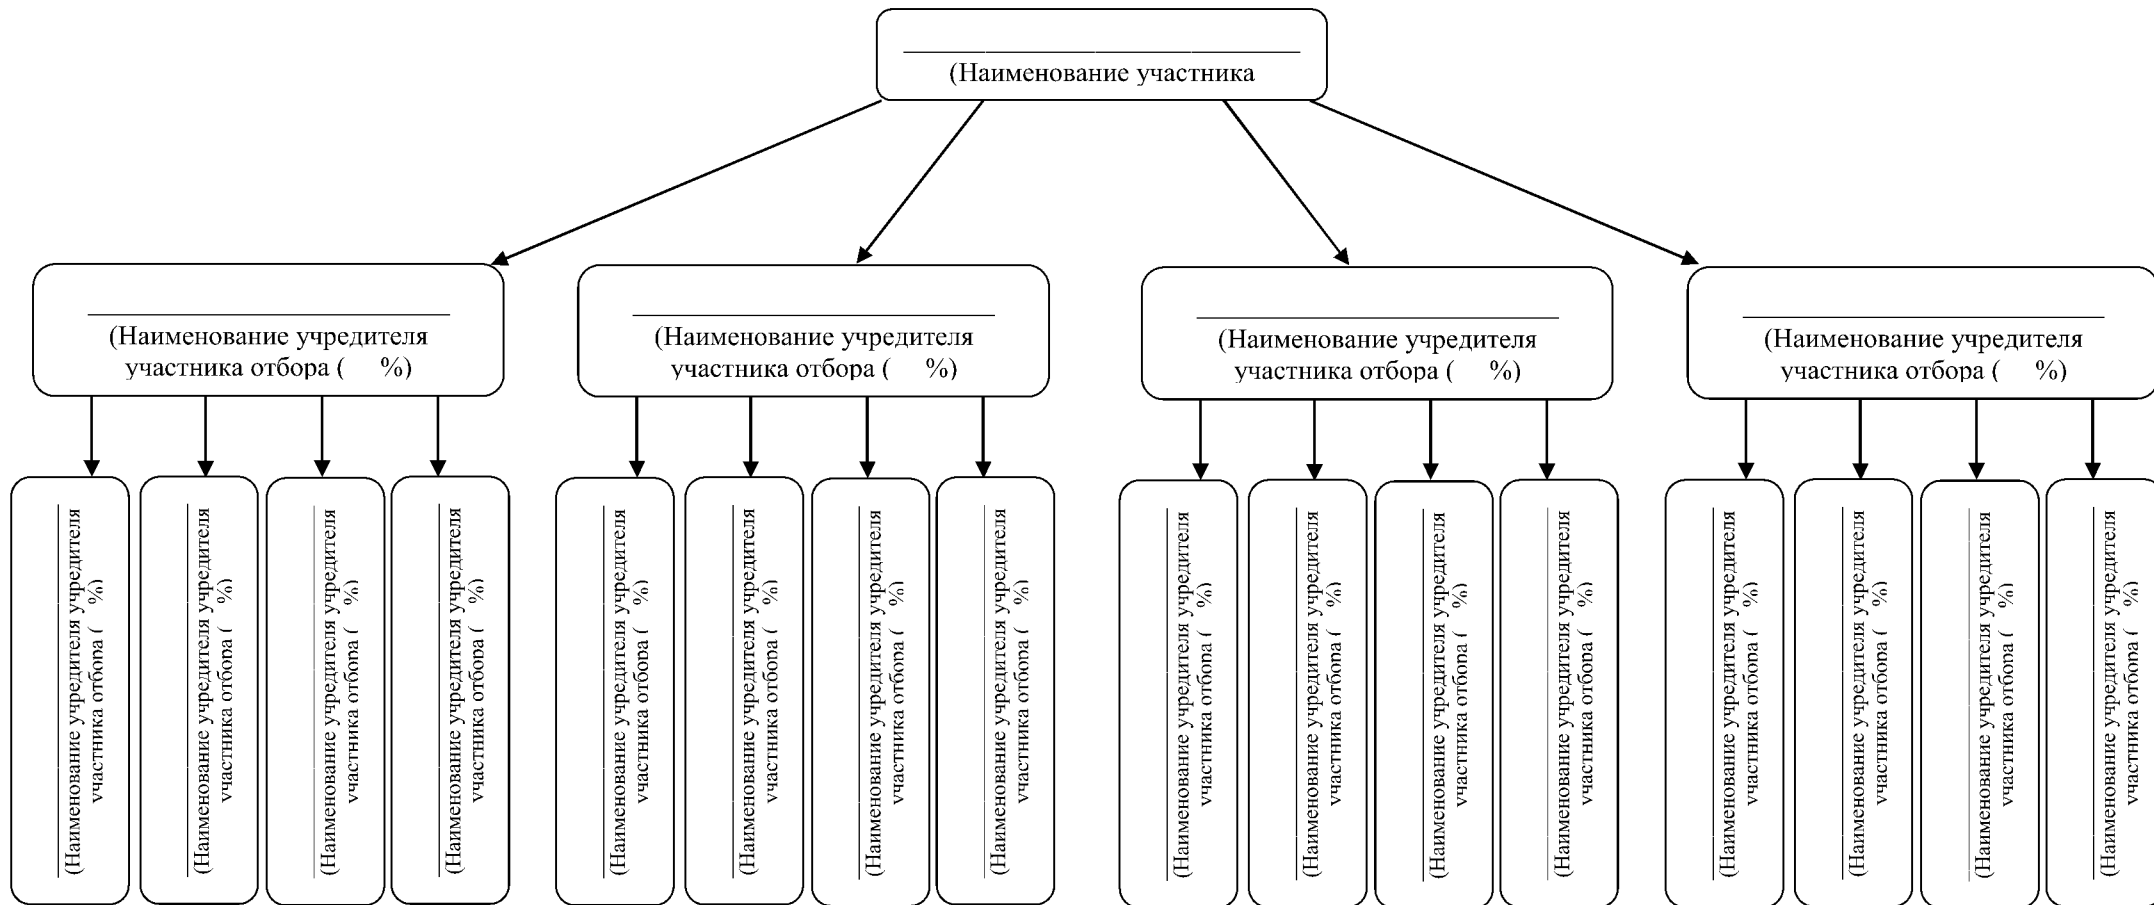 (Наименование участника
(Наименование учредителя
участника отбора (    %)
(Наименование учредителя
участника отбора (    %)
(Наименование учредителя
участника отбора (    %)
(Наименование учредителя
участника отбора (    %)
(Наименование учредителя учредителя
участника отбора (    %)
(Наименование учредителя учредителя
участника отбора (    %)
(Наименование учредителя учредителя
участника отбора (    %)
(Наименование учредителя учредителя
участника отбора (    %)
(Наименование учредителя учредителя
участника отбора (    %)
(Наименование учредителя учредителя
участника отбора (    %)
(Наименование учредителя учредителя
участника отбора (    %)
(Наименование учредителя учредителя
участника отбора (    %)
(Наименование учредителя учредителя
участника отбора (    %)
(Наименование учредителя учредителя
участника отбора (    %)
(Наименование учредителя учредителя
участника отбора (    %)
(Наименование учредителя учредителя
участника отбора (    %)
(Наименование учредителя учредителя
участника отбора (    %)
(Наименование учредителя учредителя
участника отбора (    %)
(Наименование учредителя учредителя
участника отбора (    %)
(Наименование учредителя учредителя
участника отбора (    %)